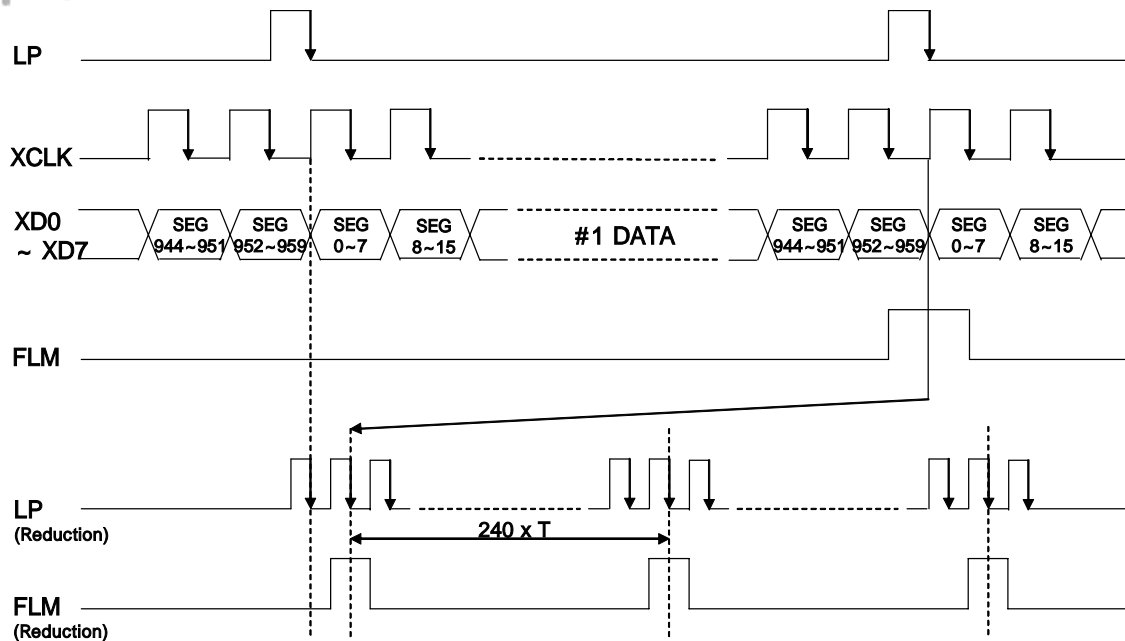 LP
XCLK
XD0
~ XD7
SEG
944~951
SEG
952~959
SEG
0~7
SEG
8~15
#1 DATA
SEG
944~951
SEG
952~959
SEG
0~7
SEG
8~15
FLM
LP
(Reduction)
240 x T
FLM
(Reduction)